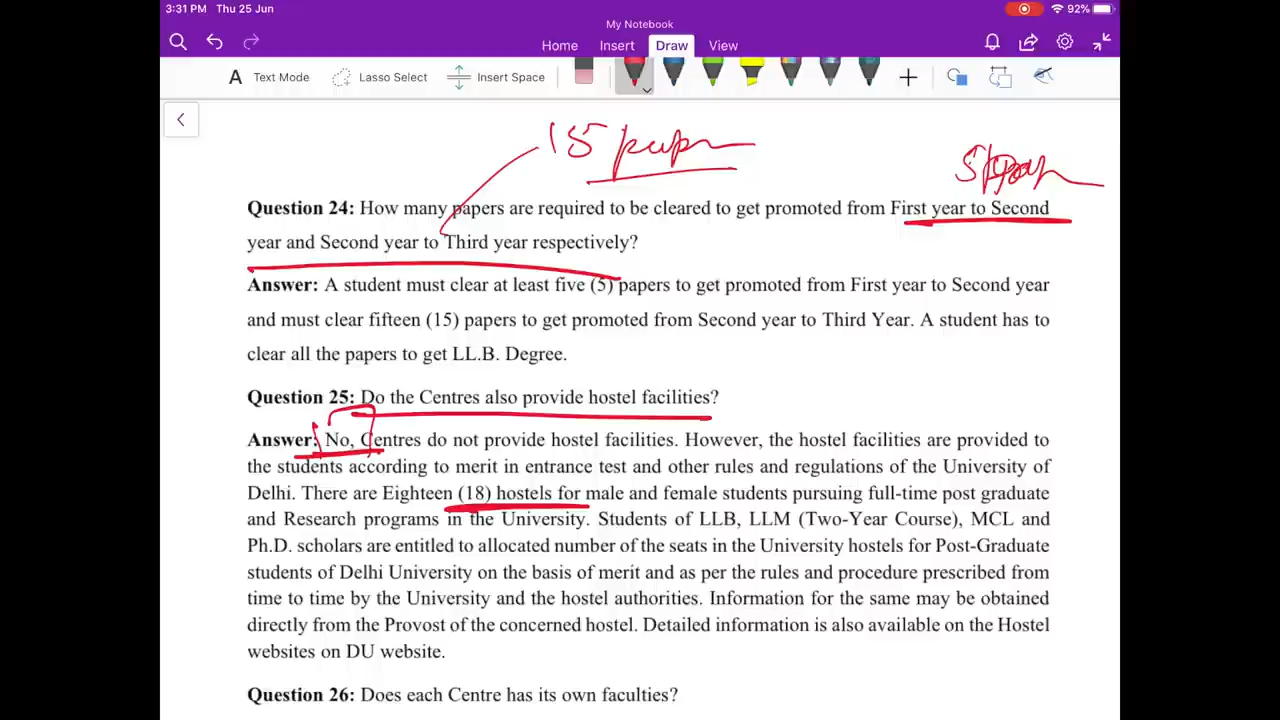 3:31 PM Thu 25 Jun
92%
My Notebook
Home Insert Draw View
A Text Mode Lasso Select Insert Space
15 papers
Question 24: How many papers are required to be cleared to get promoted from First year to Second
year and Second year to Third year respectively?
Answer: A student must clear at least five (5) papers to get promoted from First year to Second year
and must clear fifteen (15) papers to get promoted from Second year to Third Year. A student has to
clear all the papers to get LL.B. Degree.
Question 25: Do the Centres also provide hostel facilities?
Answer: No, Centres do not provide hostel facilities. However, the hostel facilities are provided to
the students according to merit in entrance test and other rules and regulations of the University of
Delhi. There are Eighteen (18) hostels for male and female students pursuing full-time post graduate
and Research programs in the University. Students of LLB, LLM (Two-Year Course), MCL and
Ph.D. scholars are entitled to allocated number of the seats in the University hostels for Post-Graduate
students of Delhi University on the basis of merit and as per the rules and procedure prescribed from
time to time by the University and the hostel authorities. Information for the same may be obtained
directly from the Provost of the concerned hostel. Detailed information is also available on the Hostel
websites on DU website.
Question 26: Does each Centre has its own faculties?